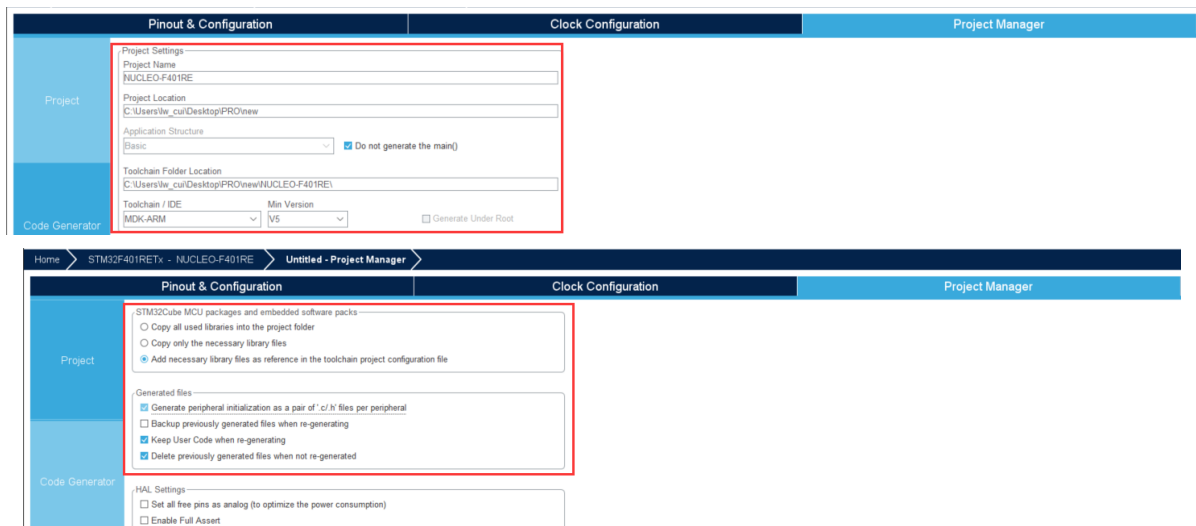 Pinout & Configuration Clock Configuration Project Manager
Project
Code Generator
Project Settings
Project Name
NUCLEO-F401RE
Project Location
C:\Users\lw_cui\Desktop\PRO\new
Application Structure
Basic Do not generate the main()
Toolchain Folder Location
C:\Users\lw_cui\Desktop\PRO\new\NUCLEO-F401RE\
Toolchain / IDE Min Version
MDK-ARM V5 Generate Under Root
Home STM32F401RETx - NUCLEO-F401RE Untitled - Project Manager
Pinout & Configuration Clock Configuration Project Manager
Project
Code Generator
STM32Cube MCU packages and embedded software packs
Copy all used libraries into the project folder
Copy only the necessary library files
Add necessary library files as reference in the toolchain project configuration file
Generated files
Generate peripheral initialization as a pair of '.c/.h' files per peripheral
Backup previously generated files when re-generating
Keep User Code when re-generating
Delete previously generated files when not re-generated
HAL Settings
Set all free pins as analog (to optimize the power consumption)
Enable Full Assert